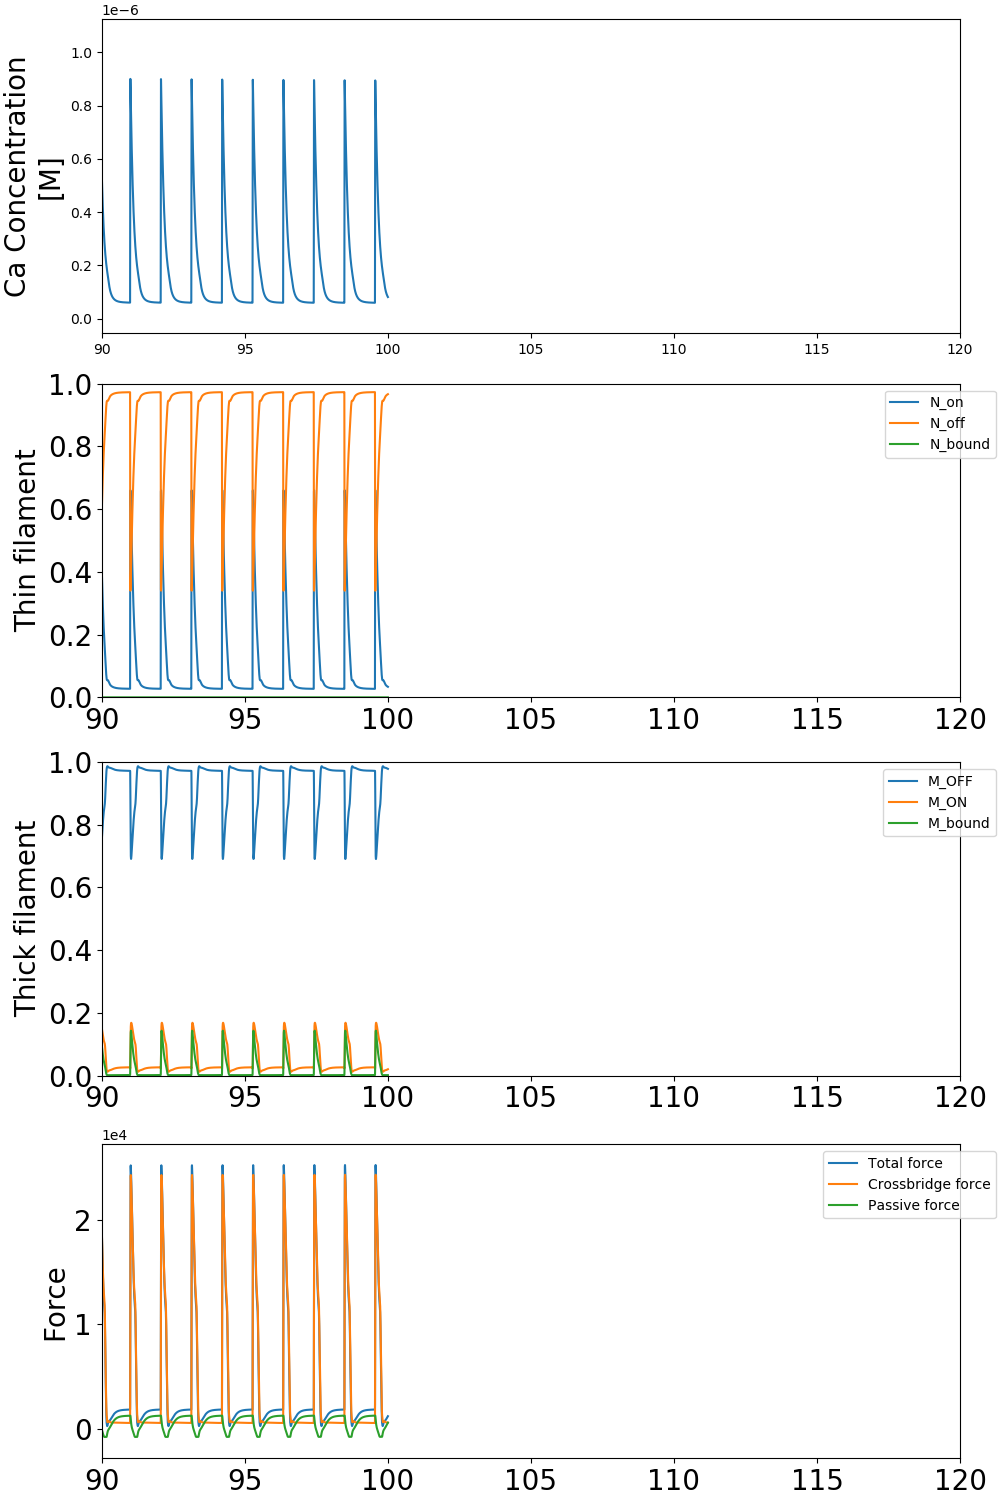 1e−6
Ca Concentration
[M]
1.0
0.8
0.6
0.4
0.2
0.0
90 95 100 105 110 115 120
Thin filament
1.0
0.8
0.6
0.4
0.2
0.0
N_on
N_off
N_bound
90 95 100 105 110 115 120
Thick filament
1.0
0.8
0.6
0.4
0.2
0.0
M_OFF
M_ON
M_bound
90 95 100 105 110 115 120
1e4
Force
2
1
0
Total force
Crossbridge force
Passive force
90 95 100 105 110 115 120